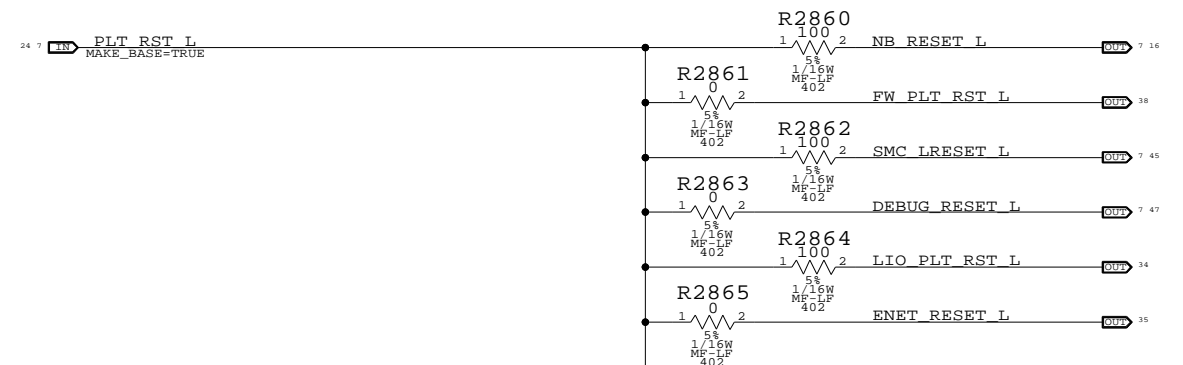 R2860
24 7 IN PLT_RST_L 1 100 2 NB_RESET_L OUT 7 16
MAKE_BASE=TRUE
5%
1/16W
MF-LF
402
R2861
1 0 2 FW_PLT_RST_L OUT 38
5%
1/16W
MF-LF
402
R2862
1 100 2 SMC_LRESET_L OUT 7 45
5%
1/16W
MF-LF
402
R2863
1 0 2 DEBUG_RESET_L OUT 7 47
5%
1/16W
MF-LF
402
R2864
1 100 2 LIO_PLT_RST_L OUT 34
5%
1/16W
MF-LF
402
R2865
1 0 2 ENET_RESET_L OUT 35
5%
1/16W
MF-LF
402